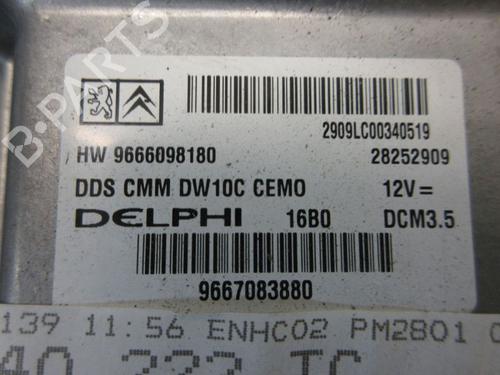 B-PARTS
2909LC00340519
HW 9666098180 28252909
DDS CMM DW10C CEMO 12V=
DELPHI 16B0 DCM3.5
9667083880
139 11:56 ENHC02 PM2801